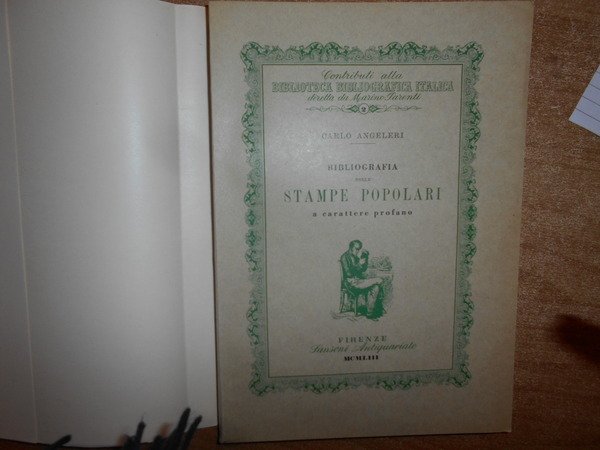 Contributi alla
BIBLIOTECA BIBLIOGRAFICA ITALICA
diretta da Marino Parenti
2
CARLO ANGELERI
BIBLIOGRAFIA
DELLE
STAMPE POPOLARI
a carattere profano
FIRENZE
Sansoni Antiquariato
MCMLIII